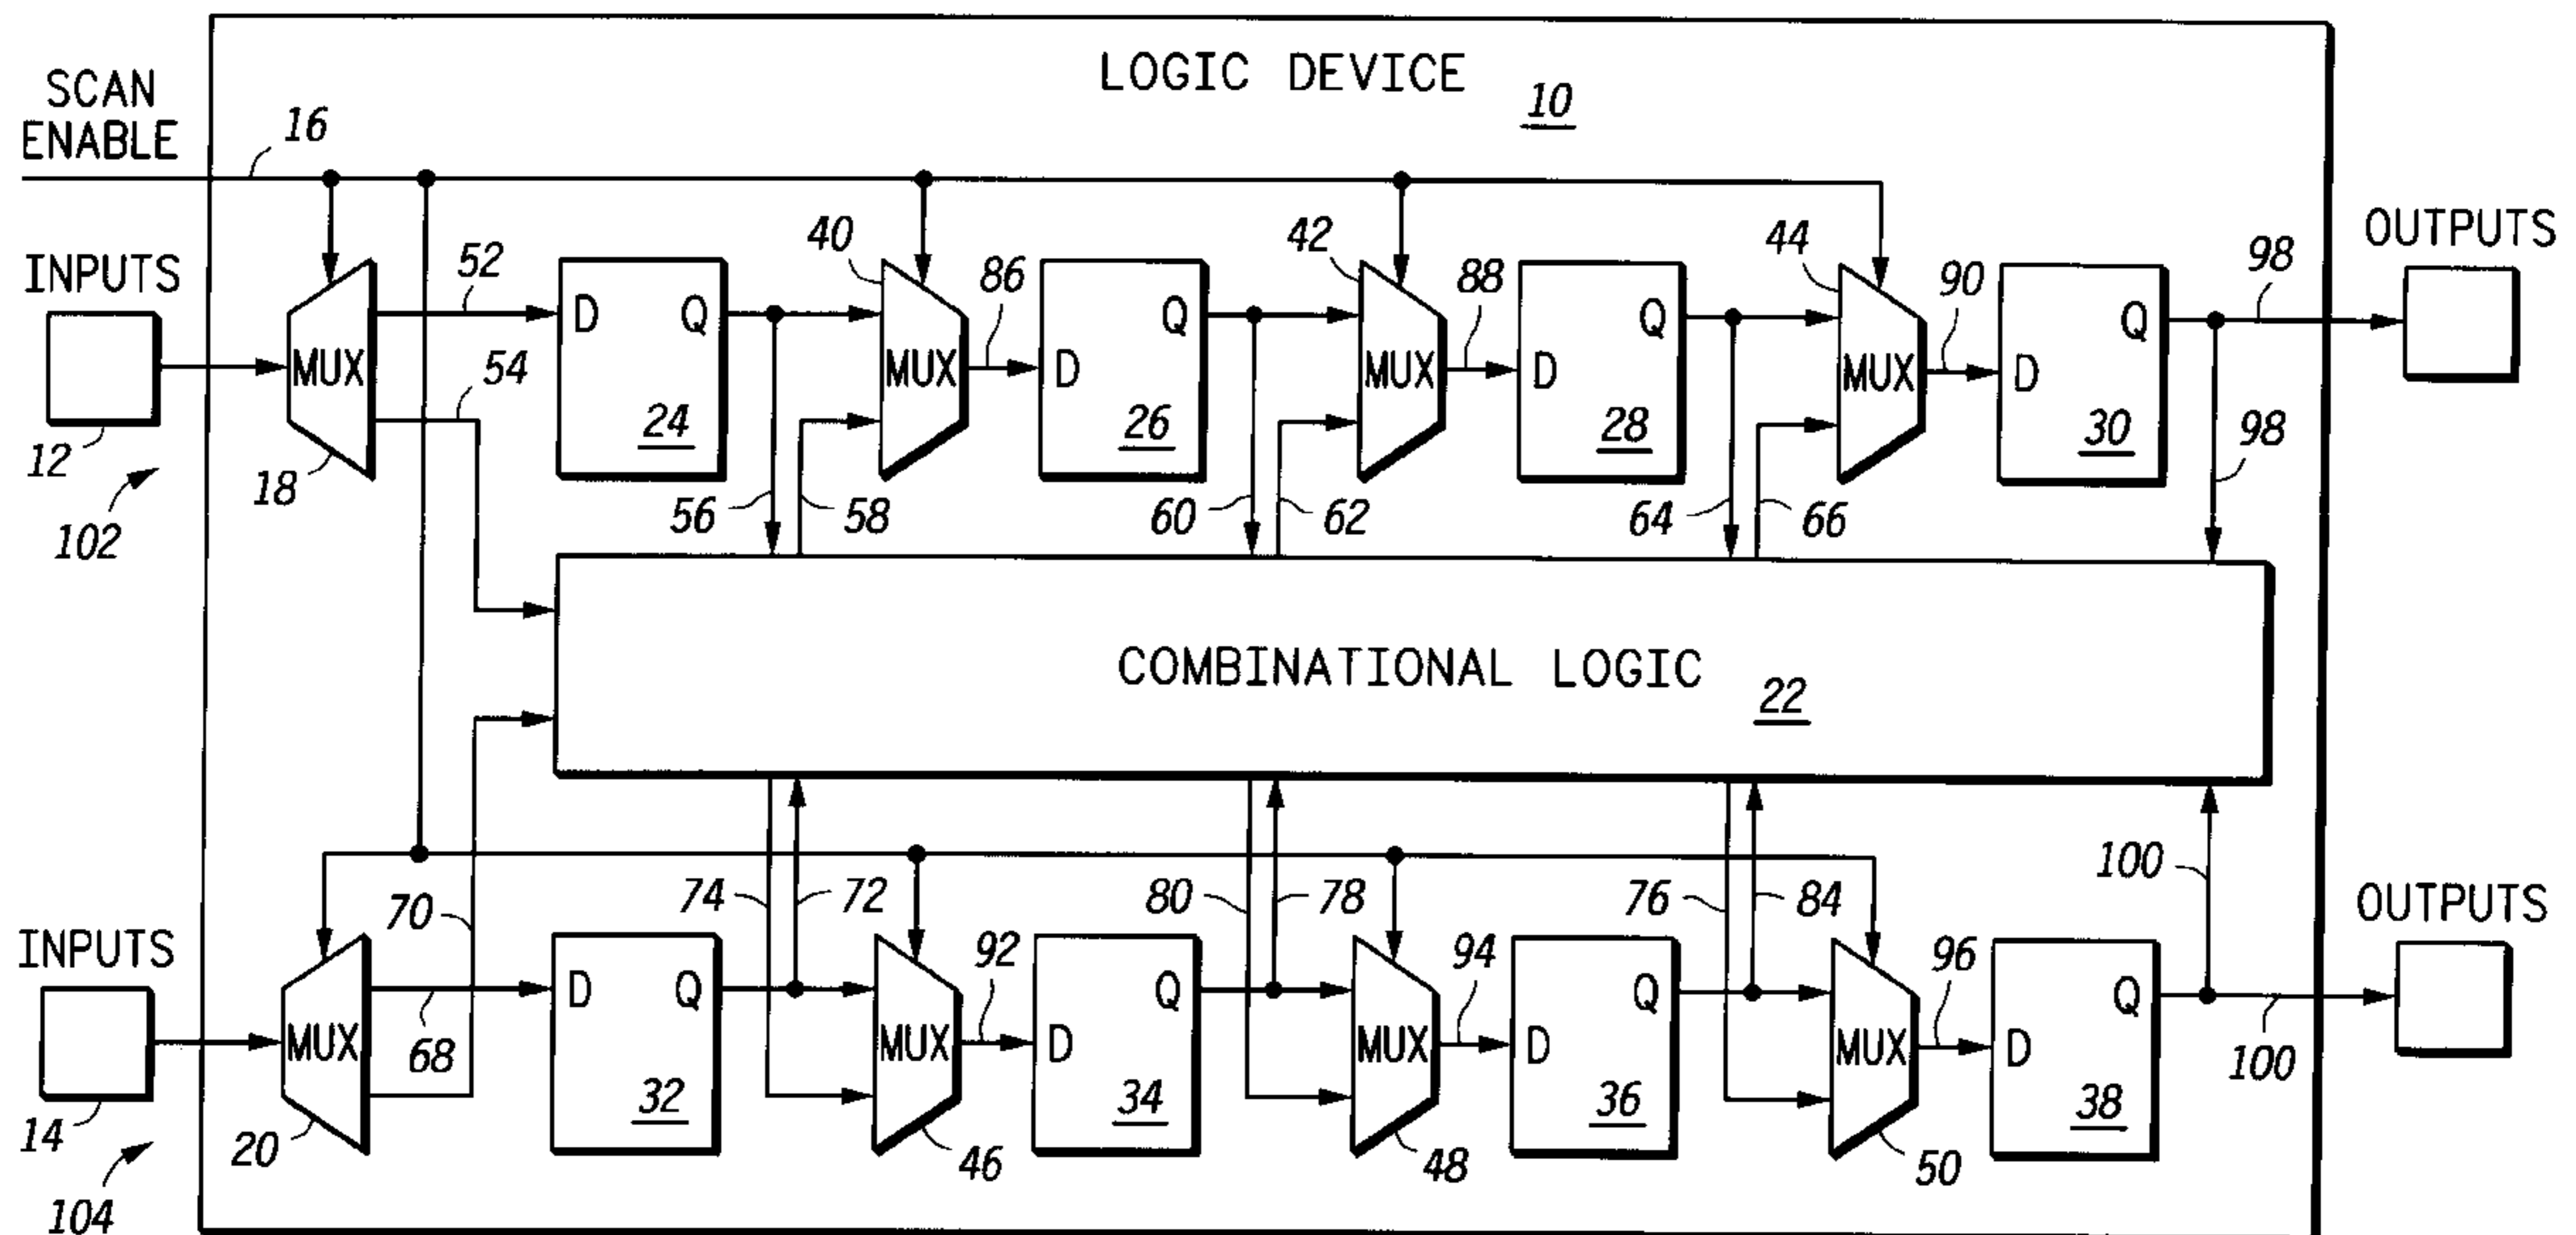 LOGIC DEVICE
10
SCAN
ENABLE
16
INPUTS
12
102
MUX
18
52
54
D
Q
24
56
58
40
MUX
86
D
Q
26
60
62
42
MUX
88
D
Q
28
64
66
44
MUX
90
D
Q
30
98
98
OUTPUTS
COMBINATIONAL LOGIC
22
INPUTS
14
104
MUX
20
70
68
D
Q
32
74
72
MUX
46
92
D
Q
34
80
78
MUX
48
94
D
Q
36
76
84
MUX
50
96
D
Q
38
100
100
OUTPUTS